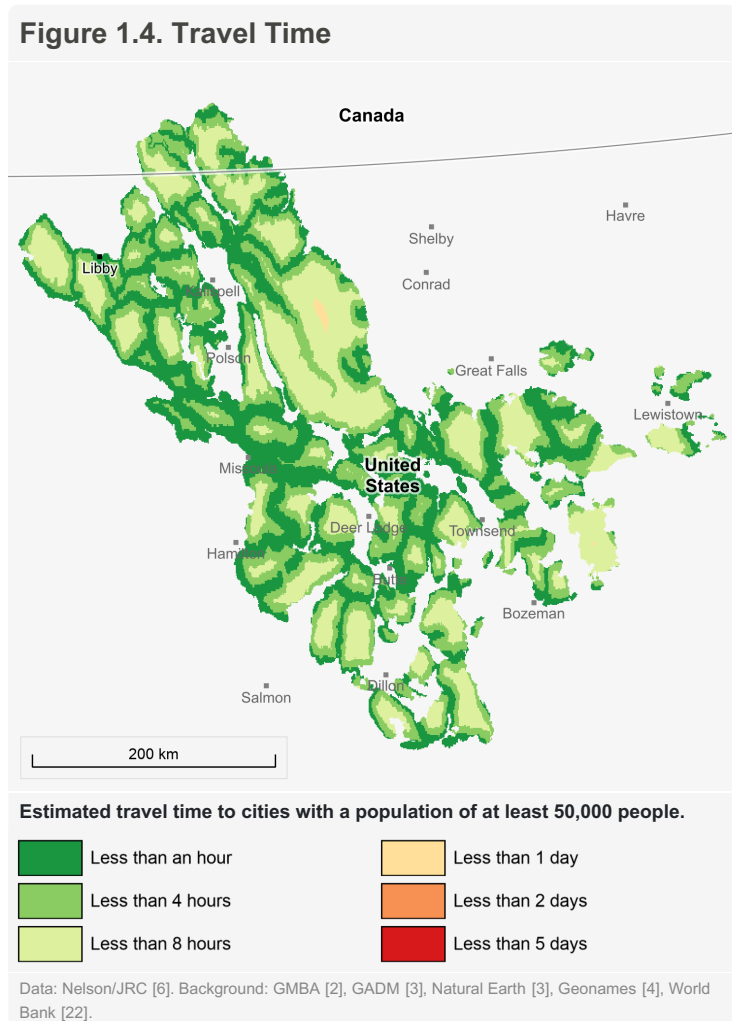 Figure 1.4. Travel Time
Canada
Havre
Shelby
Libby
Conrad
Kalispell
Polson
Great Falls
Lewistown
Missoula
United
States
Deer Lodge
Townsend
Hamilton
Butte
Bozeman
Dillon
Salmon
200 km
Estimated travel time to cities with a population of at least 50,000 people.
Less than an hour
Less than 1 day
Less than 4 hours
Less than 2 days
Less than 8 hours
Less than 5 days
Data: Nelson/JRC [6]. Background: GMBA [2], GADM [3], Natural Earth [3], Geonames [4], World
Bank [22].